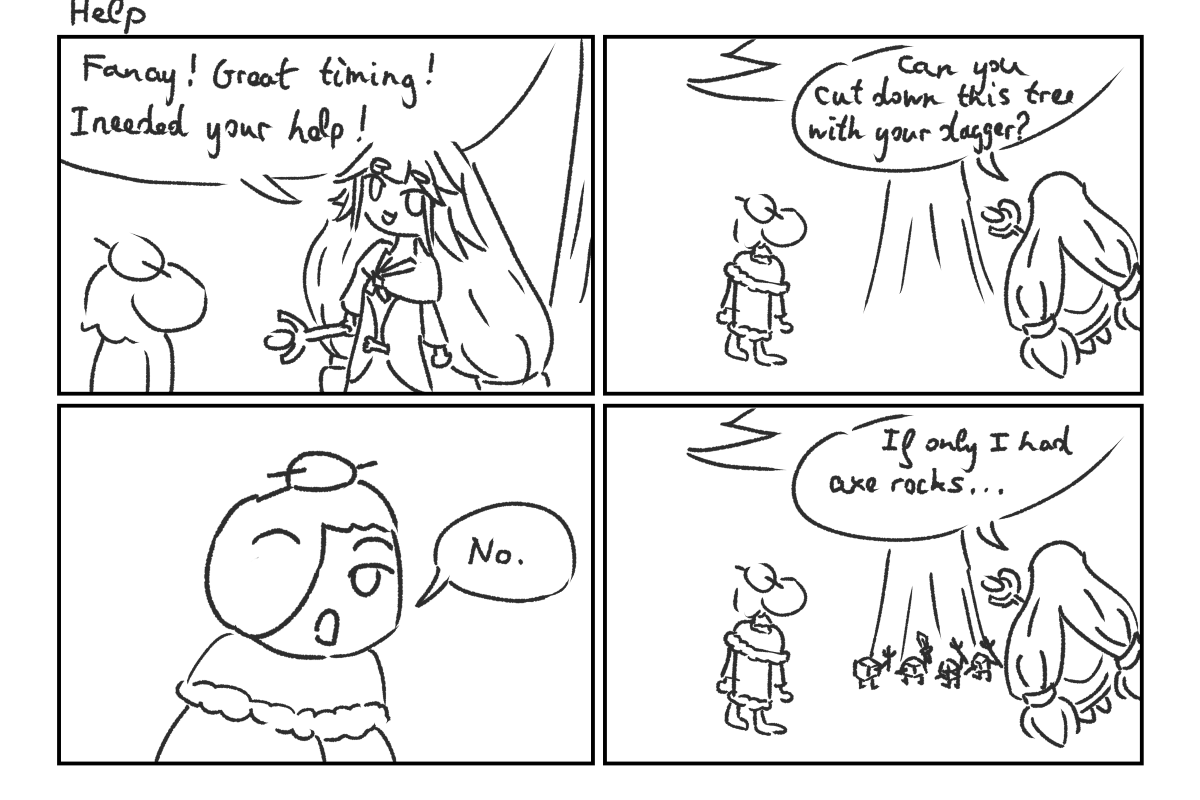 Help
Fanay! Great timing!
I needed your help!
Can you
cut down this tree
with your dagger?
No.
If only I had
axe rocks...